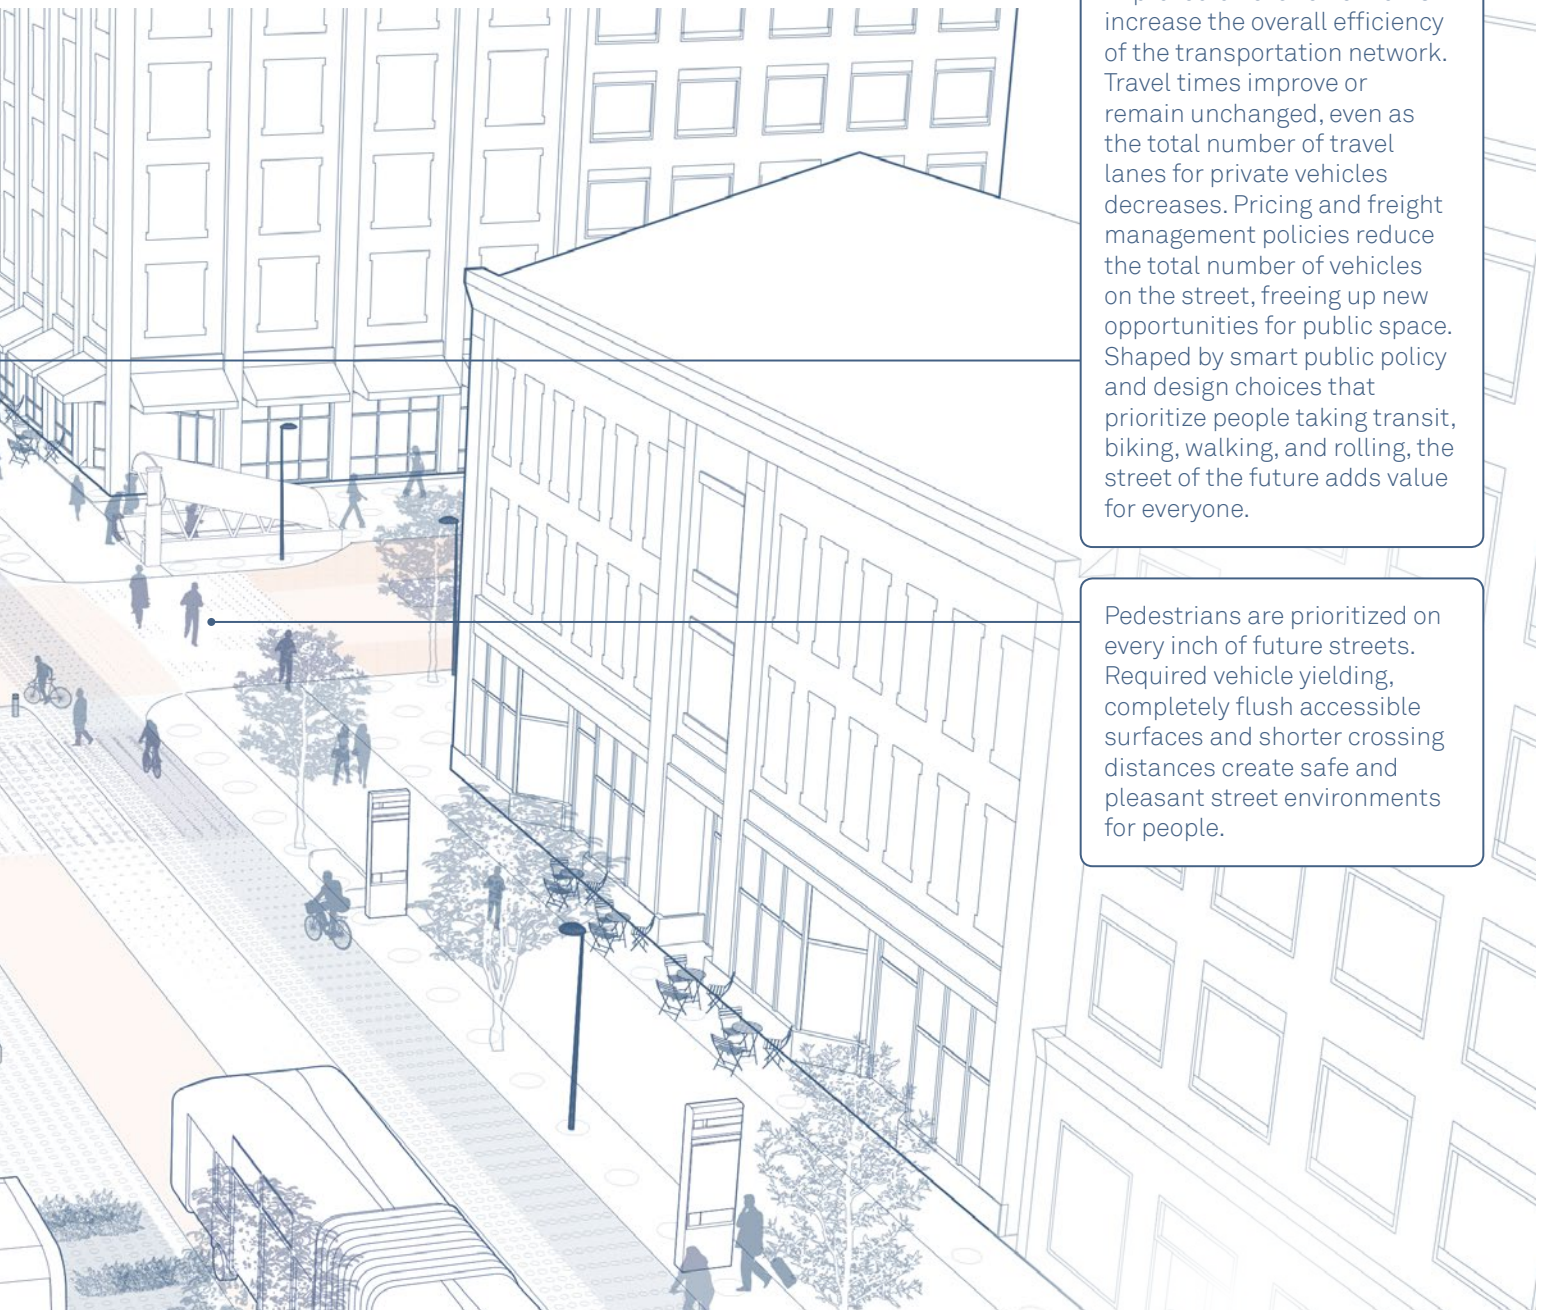 increase the overall efficiency
of the transportation network.
Travel times improve or
remain unchanged, even as
the total number of travel
lanes for private vehicles
decreases. Pricing and freight
management policies reduce
the total number of vehicles
on the street, freeing up new
opportunities for public space.
Shaped by smart public policy
and design choices that
prioritize people taking transit,
biking, walking, and rolling, the
street of the future adds value
for everyone.
Pedestrians are prioritized on
every inch of future streets.
Required vehicle yielding,
completely flush accessible
surfaces and shorter crossing
distances create safe and
pleasant street environments
for people.